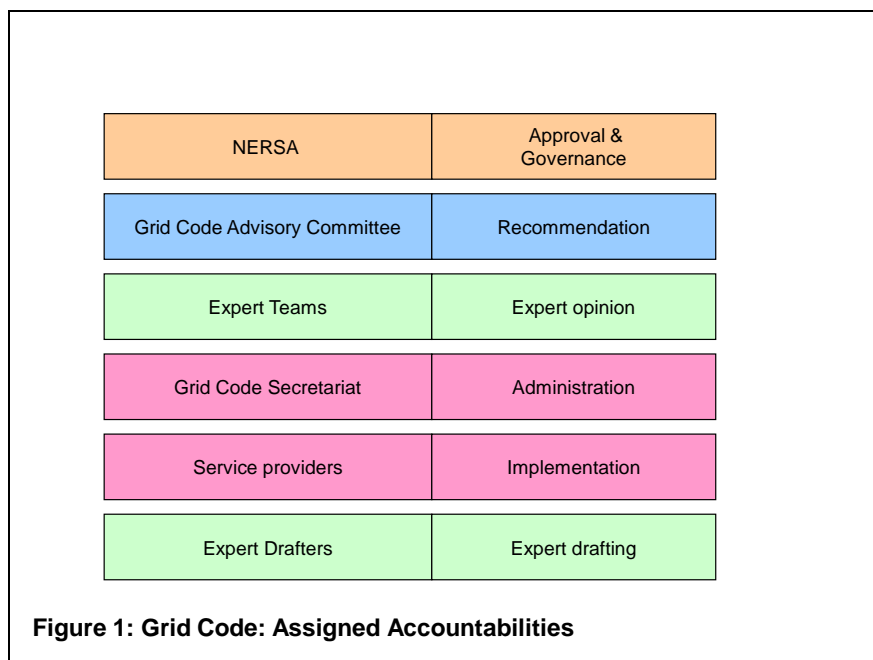 NERSA
Approval &
Governance
Grid Code Advisory Committee
Recommendation
Expert Teams
Expert opinion
Grid Code Secretariat
Administration
Service providers
Implementation
Expert Drafters
Expert drafting
Figure 1: Grid Code: Assigned Accountabilities